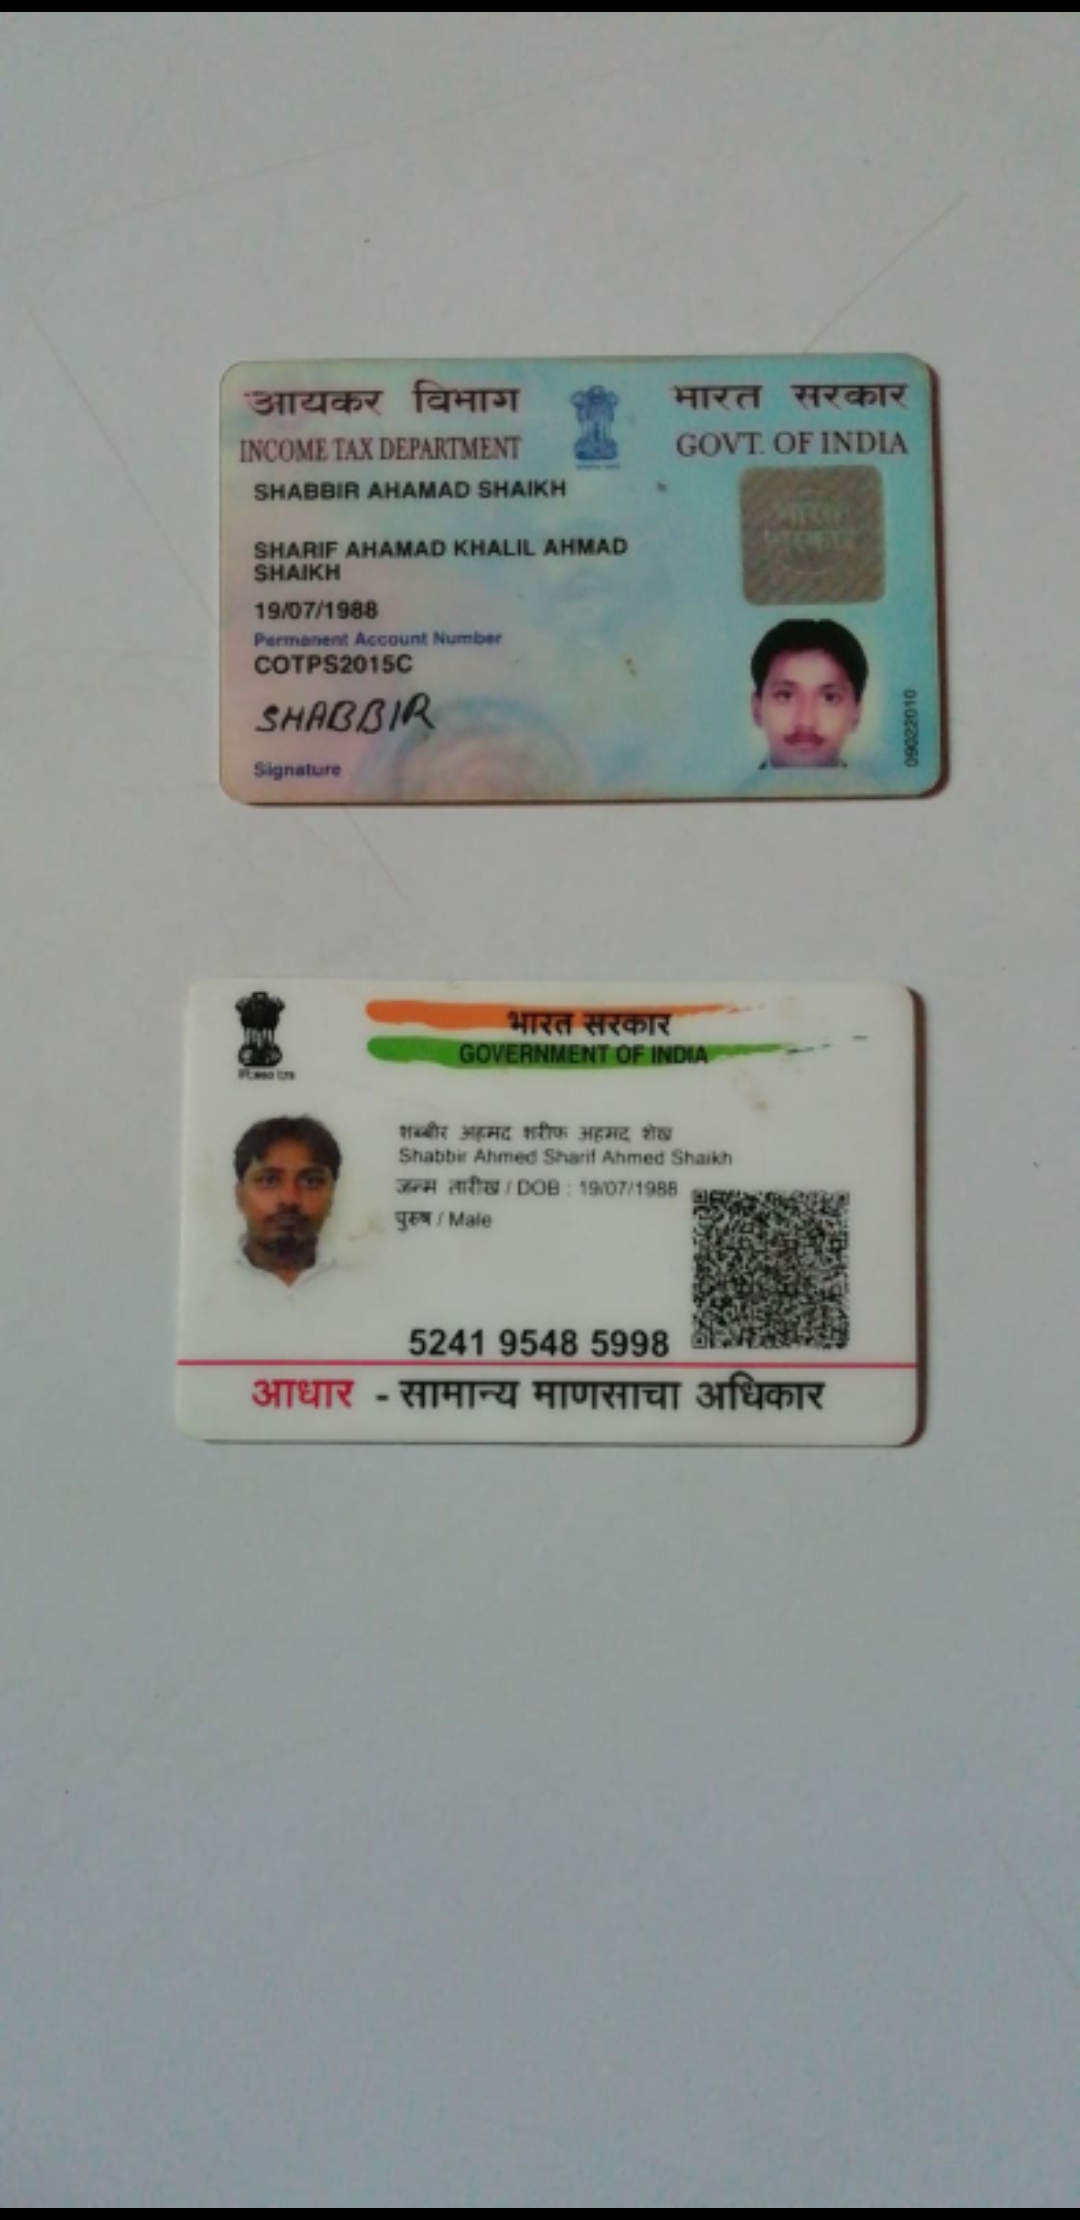 आयकर विभाग भारत सरकार
INCOME TAX DEPARTMENT GOVT. OF INDIA
SHABBIR AHAMAD SHAIKH
SHARIF AHAMAD KHALIL AHMAD
SHAIKH
19/07/1988
Permanent Account Number
COTPS2015C
SHABBIR
Signature
भारत
सरकार
09022010
भारत सरकार
GOVERNMENT OF INDIA
शब्बीर अहमद शरीफ अहमद शेख
Shabbir Ahmed Sharif Ahmed Shaikh
जन्म तारीख / DOB : 19/07/1988
पुरुष / Male
5241 9548 5998
आधार - सामान्य माणसाचा अधिकार